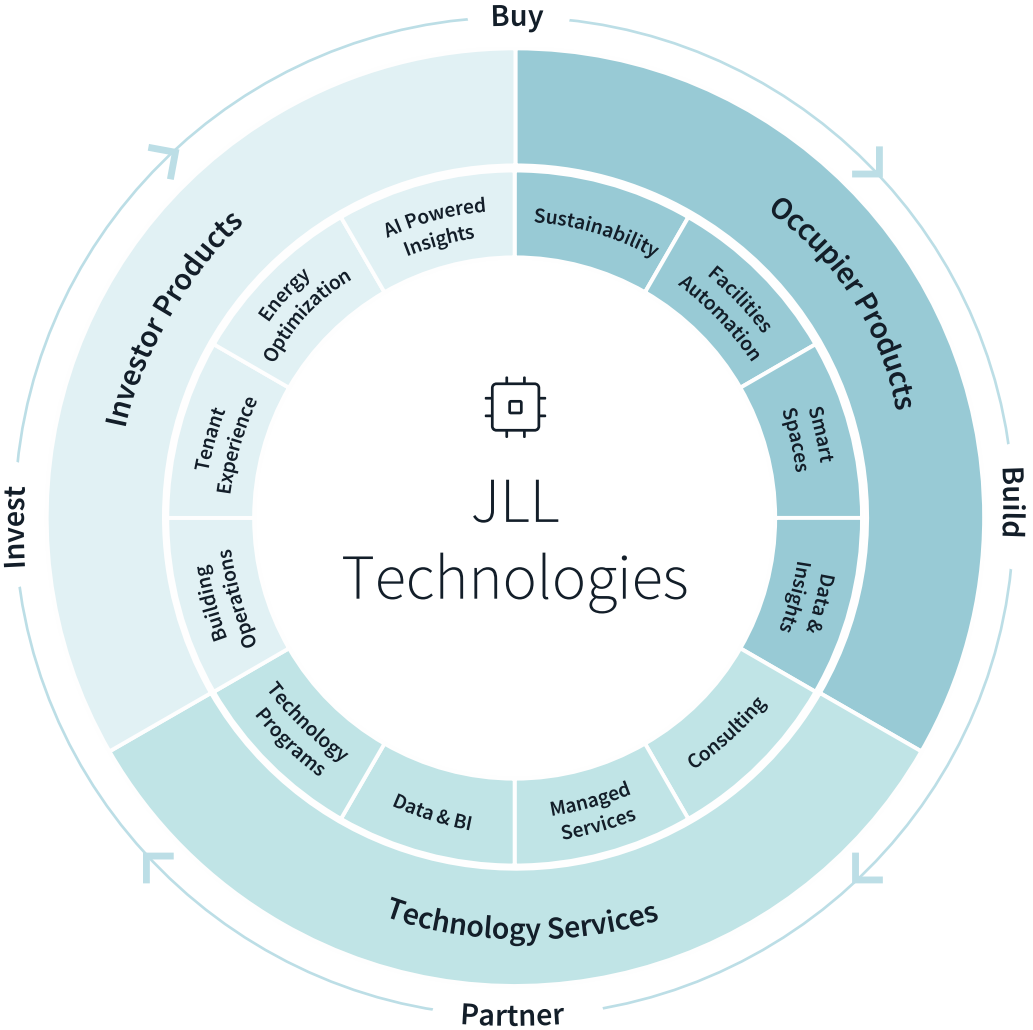 Buy
Build
Partner
Invest
Occupier Products
Sustainability
Facilities
Automation
Smart
Spaces
Data &
Insights
Technology Services
Consulting
Managed
Services
Data & BI
Technology
Programs
Investor Products
Building
Operations
Tenant
Experience
Energy
Optimization
AI Powered
Insights
JLL
Technologies